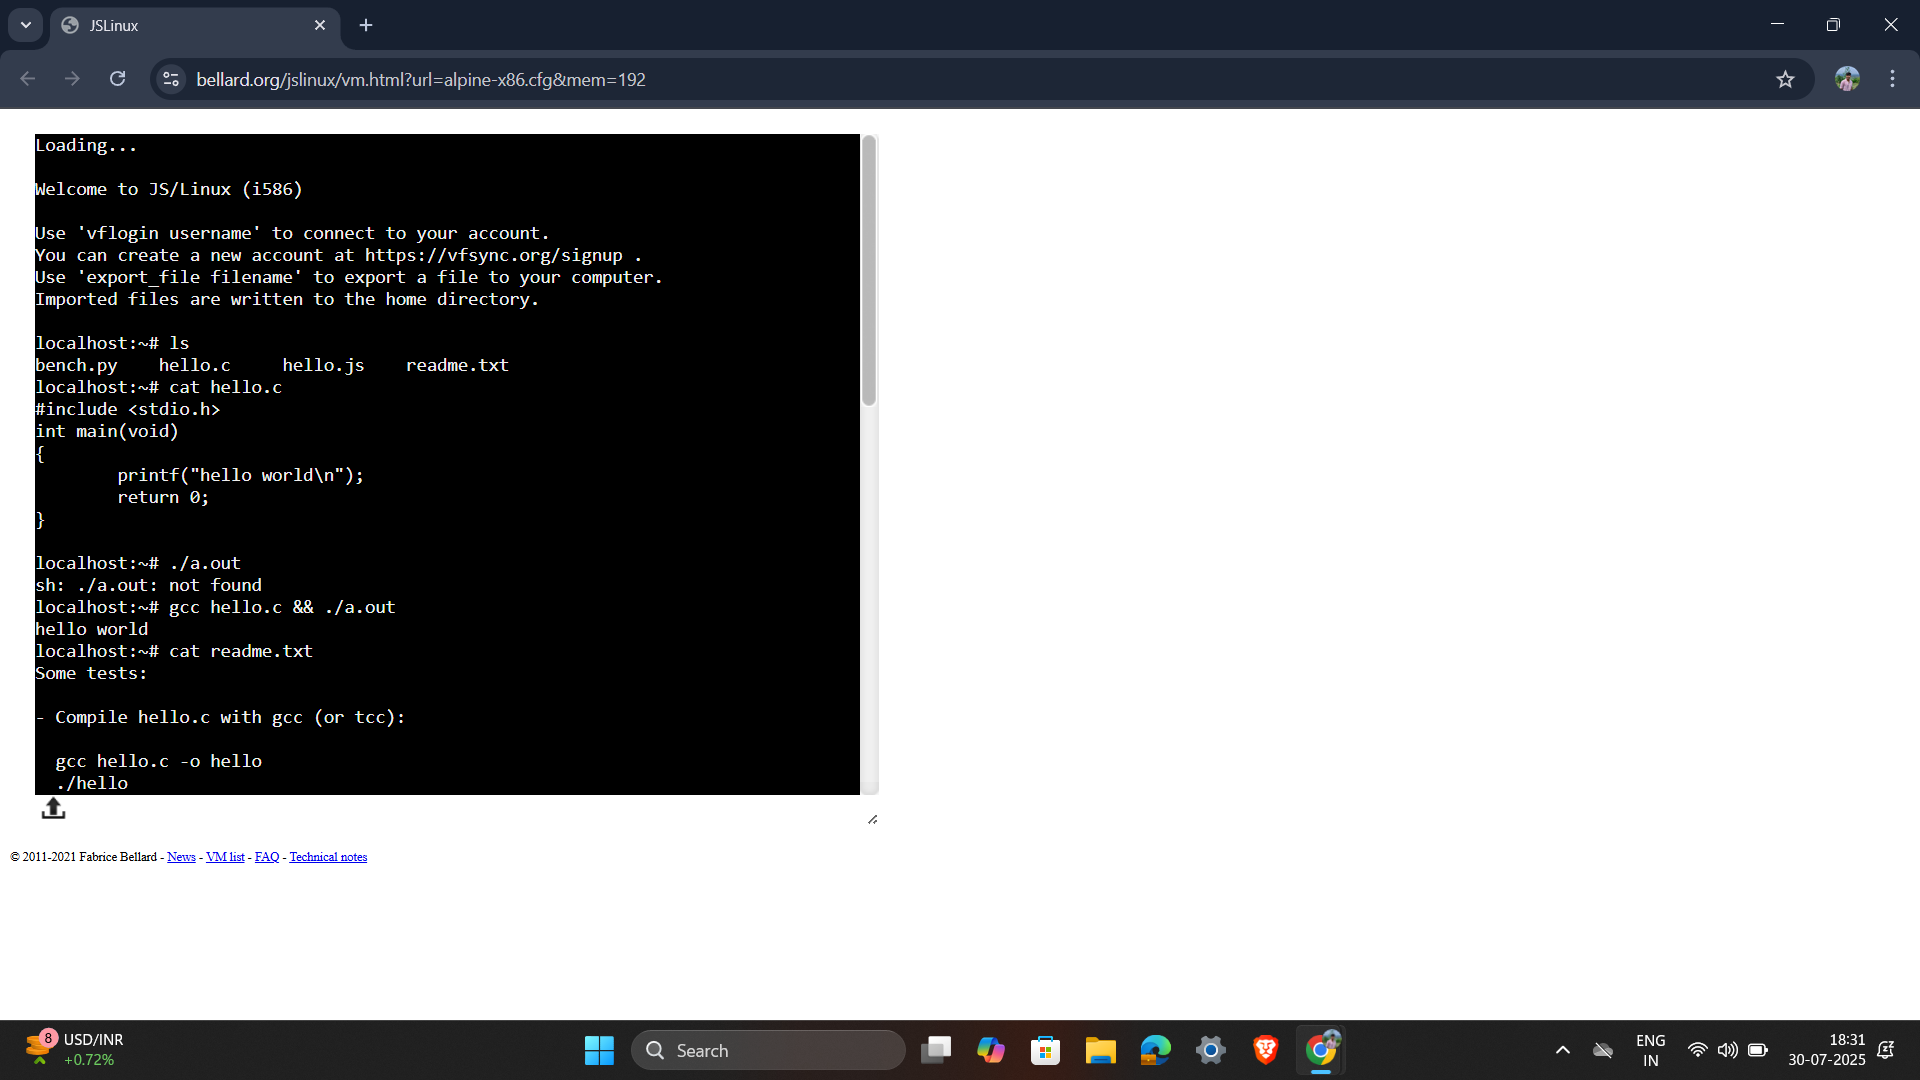 JSLinux
bellard.org/jslinux/vm.html?url=alpine-x86.cfg&mem=192
Loading...
Welcome to JS/Linux (i586)
Use 'vflogin username' to connect to your account.
You can create a new account at https://vfsync.org/signup .
Use 'export_file filename' to export a file to your computer.
Imported files are written to the home directory.
localhost:~# ls
bench.py    hello.c     hello.js    readme.txt
localhost:~# cat hello.c
#include <stdio.h>
int main(void)
{
        printf("hello world\n");
        return 0;
}
localhost:~# ./a.out
sh: ./a.out: not found
localhost:~# gcc hello.c && ./a.out
hello world
localhost:~# cat readme.txt
Some tests:
- Compile hello.c with gcc (or tcc):
  gcc hello.c -o hello
  ./hello
© 2011-2021 Fabrice Bellard - News - VM list - FAQ - Technical notes
8
USD/INR
+0.72%
Search
ENG
IN
18:31
30-07-2025